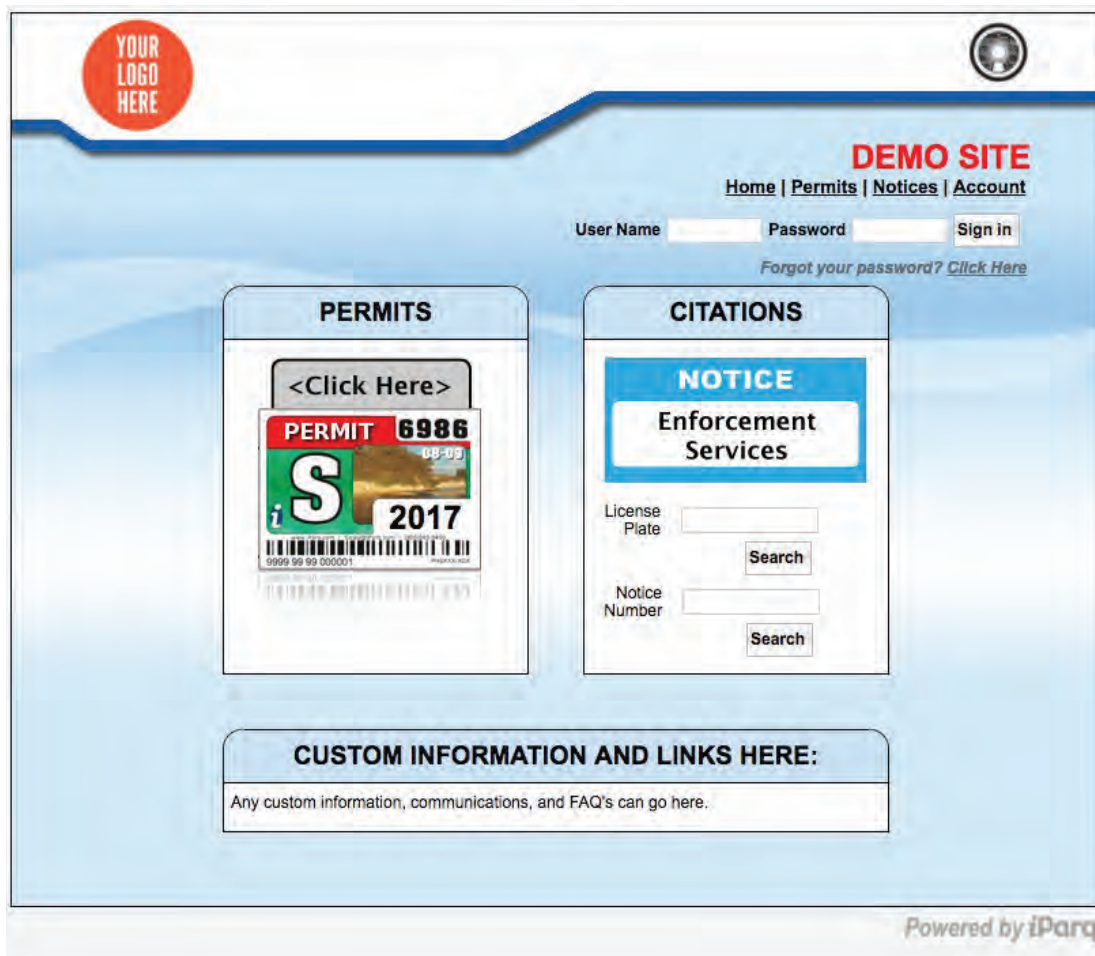 YOUR
LOGO
HERE
DEMO SITE
Home | Permits | Notices | Account
User Name Password Sign in
Forgot your password? Click Here
PERMITS
<Click Here>
PERMIT 6986
08-09
S
i
2017
9999 99 99 000001
CITATIONS
NOTICE
Enforcement
Services
License
Plate
Search
Notice
Number
Search
CUSTOM INFORMATION AND LINKS HERE:
Any custom information, communications, and FAQ's can go here.
Powered by iParq